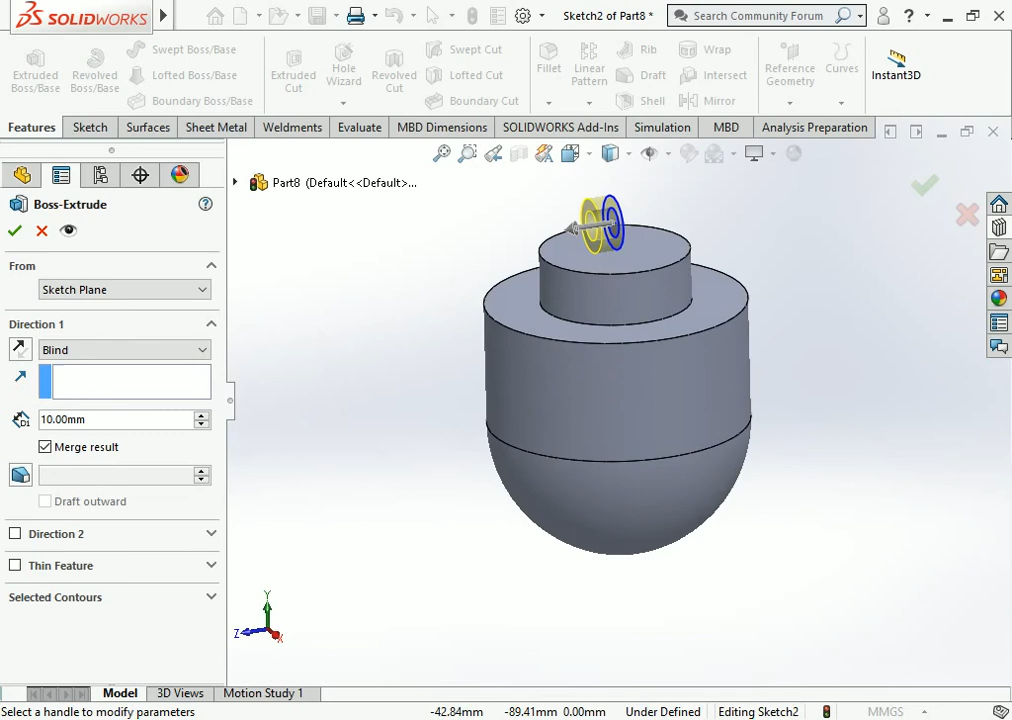 SOLIDWORKS
Sketch2 of Part8 *
Search Community Forum
?
Extruded Boss/Base
Revolved Boss/Base
Swept Boss/Base
Lofted Boss/Base
Boundary Boss/Base
Extruded Cut
Hole Wizard
Revolved Cut
Swept Cut
Lofted Cut
Boundary Cut
Fillet
Linear Pattern
Rib
Draft
Shell
Wrap
Intersect
Mirror
Reference Geometry
Curves
Instant3D
Features
Sketch
Surfaces
Sheet Metal
Weldments
Evaluate
MBD Dimensions
SOLIDWORKS Add-Ins
Simulation
MBD
Analysis Preparation
Part8 (Default<<Default>...
Boss-Extrude
?
From
Sketch Plane
Direction 1
Blind
D1
10.00mm
Merge result
Draft outward
Direction 2
Thin Feature
Selected Contours
Y
Z
X
Model
3D Views
Motion Study 1
Select a handle to modify parameters
-42.84mm
-89.41mm
0.00mm
Under Defined
Editing Sketch2
MMGS